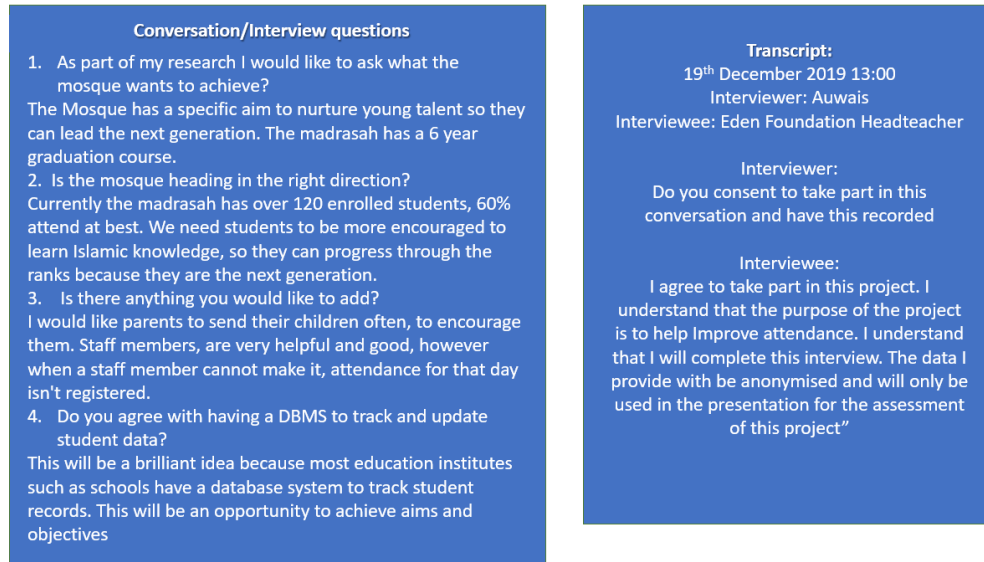 Conversation/Interview questions
1. As part of my research I would like to ask what the
mosque wants to achieve?
The Mosque has a specific aim to nurture young talent so they
can lead the next generation. The madrasah has a 6 year
graduation course.
2. Is the mosque heading in the right direction?
Currently the madrasah has over 120 enrolled students, 60%
attend at best. We need students to be more encouraged to
learn Islamic knowledge, so they can progress through the
ranks because they are the next generation.
3. Is there anything you would like to add?
I would like parents to send their children often, to encourage
them. Staff members, are very helpful and good, however
when a staff member cannot make it, attendance for that day
isn't registered.
4. Do you agree with having a DBMS to track and update
student data?
This will be a brilliant idea because most education institutes
such as schools have a database system to track student
records. This will be an opportunity to achieve aims and
objectives
Transcript:
19th December 2019 13:00
Interviewer: Auwais
Interviewee: Eden Foundation Headteacher
Interviewer:
Do you consent to take part in this
conversation and have this recorded
Interviewee:
I agree to take part in this project. I
understand that the purpose of the project
is to help Improve attendance. I understand
that I will complete this interview. The data I
provide with be anonymised and will only be
used in the presentation for the assessment
of this project”